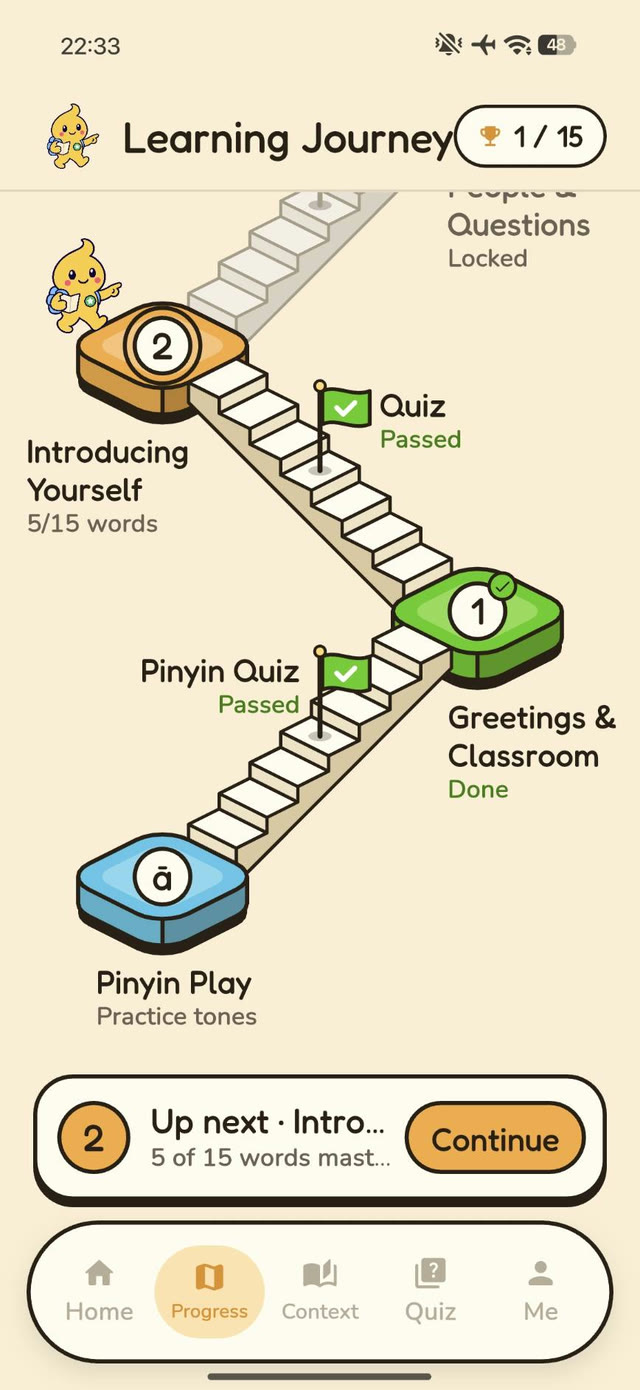 22:33
48
Learning Journey
1 / 15
People &
Questions
Locked
2
Quiz
Passed
Introducing
Yourself
5/15 words
1
Pinyin Quiz
Passed
Greetings &
Classroom
Done
ā
Pinyin Play
Practice tones
2
Up next · Intro...
5 of 15 words mast...
Continue
Home
Progress
Context
Quiz
Me